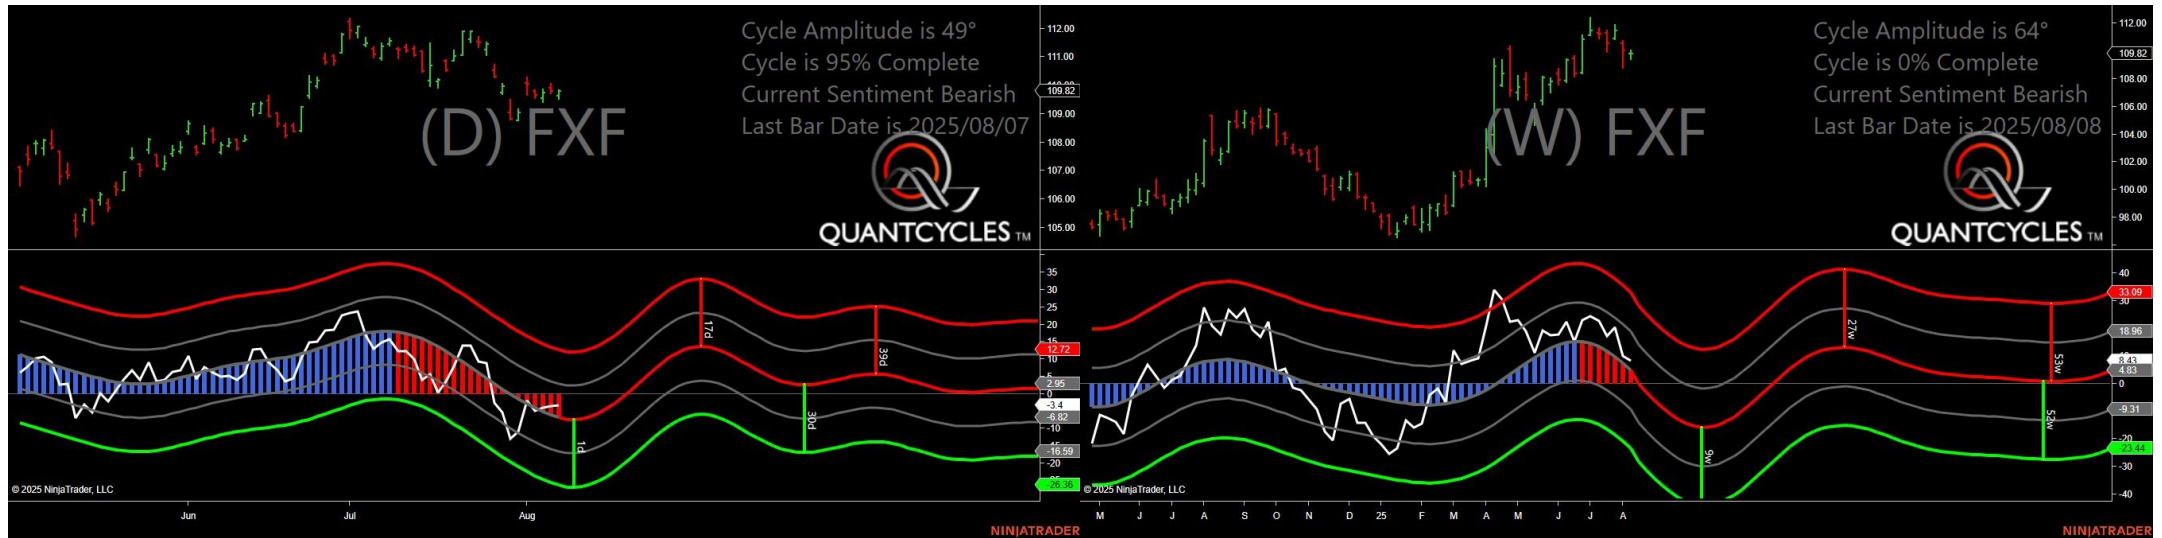 Cycle Amplitude is 49°
Cycle is 95% Complete
Current Sentiment Bearish
Last Bar Date is 2025/08/07
(D) FXF
QUANTCYCLES TM
112.00
111.00
109.82
109.00
108.00
107.00
106.00
105.00
35
30
25
20
15
12.72
10
5
2.95
0
-3.4
-6.82
-10
-16.59
-20
-26.36
17d
39d
30d
1d
© 2025 NinjaTrader, LLC
Jun
Jul
Aug
NINJATRADER
Cycle Amplitude is 64°
Cycle is 0% Complete
Current Sentiment Bearish
Last Bar Date is 2025/08/08
(W) FXF
QUANTCYCLES TM
112.00
109.82
108.00
106.00
104.00
102.00
100.00
98.00
40
33.09
18.96
8.43
4.83
0
-9.31
-20
-23.44
-30
-40
27w
53w
52w
9w
© 2025 NinjaTrader, LLC
M J J A S O N D 25 F M A M J J A
NINJATRADER